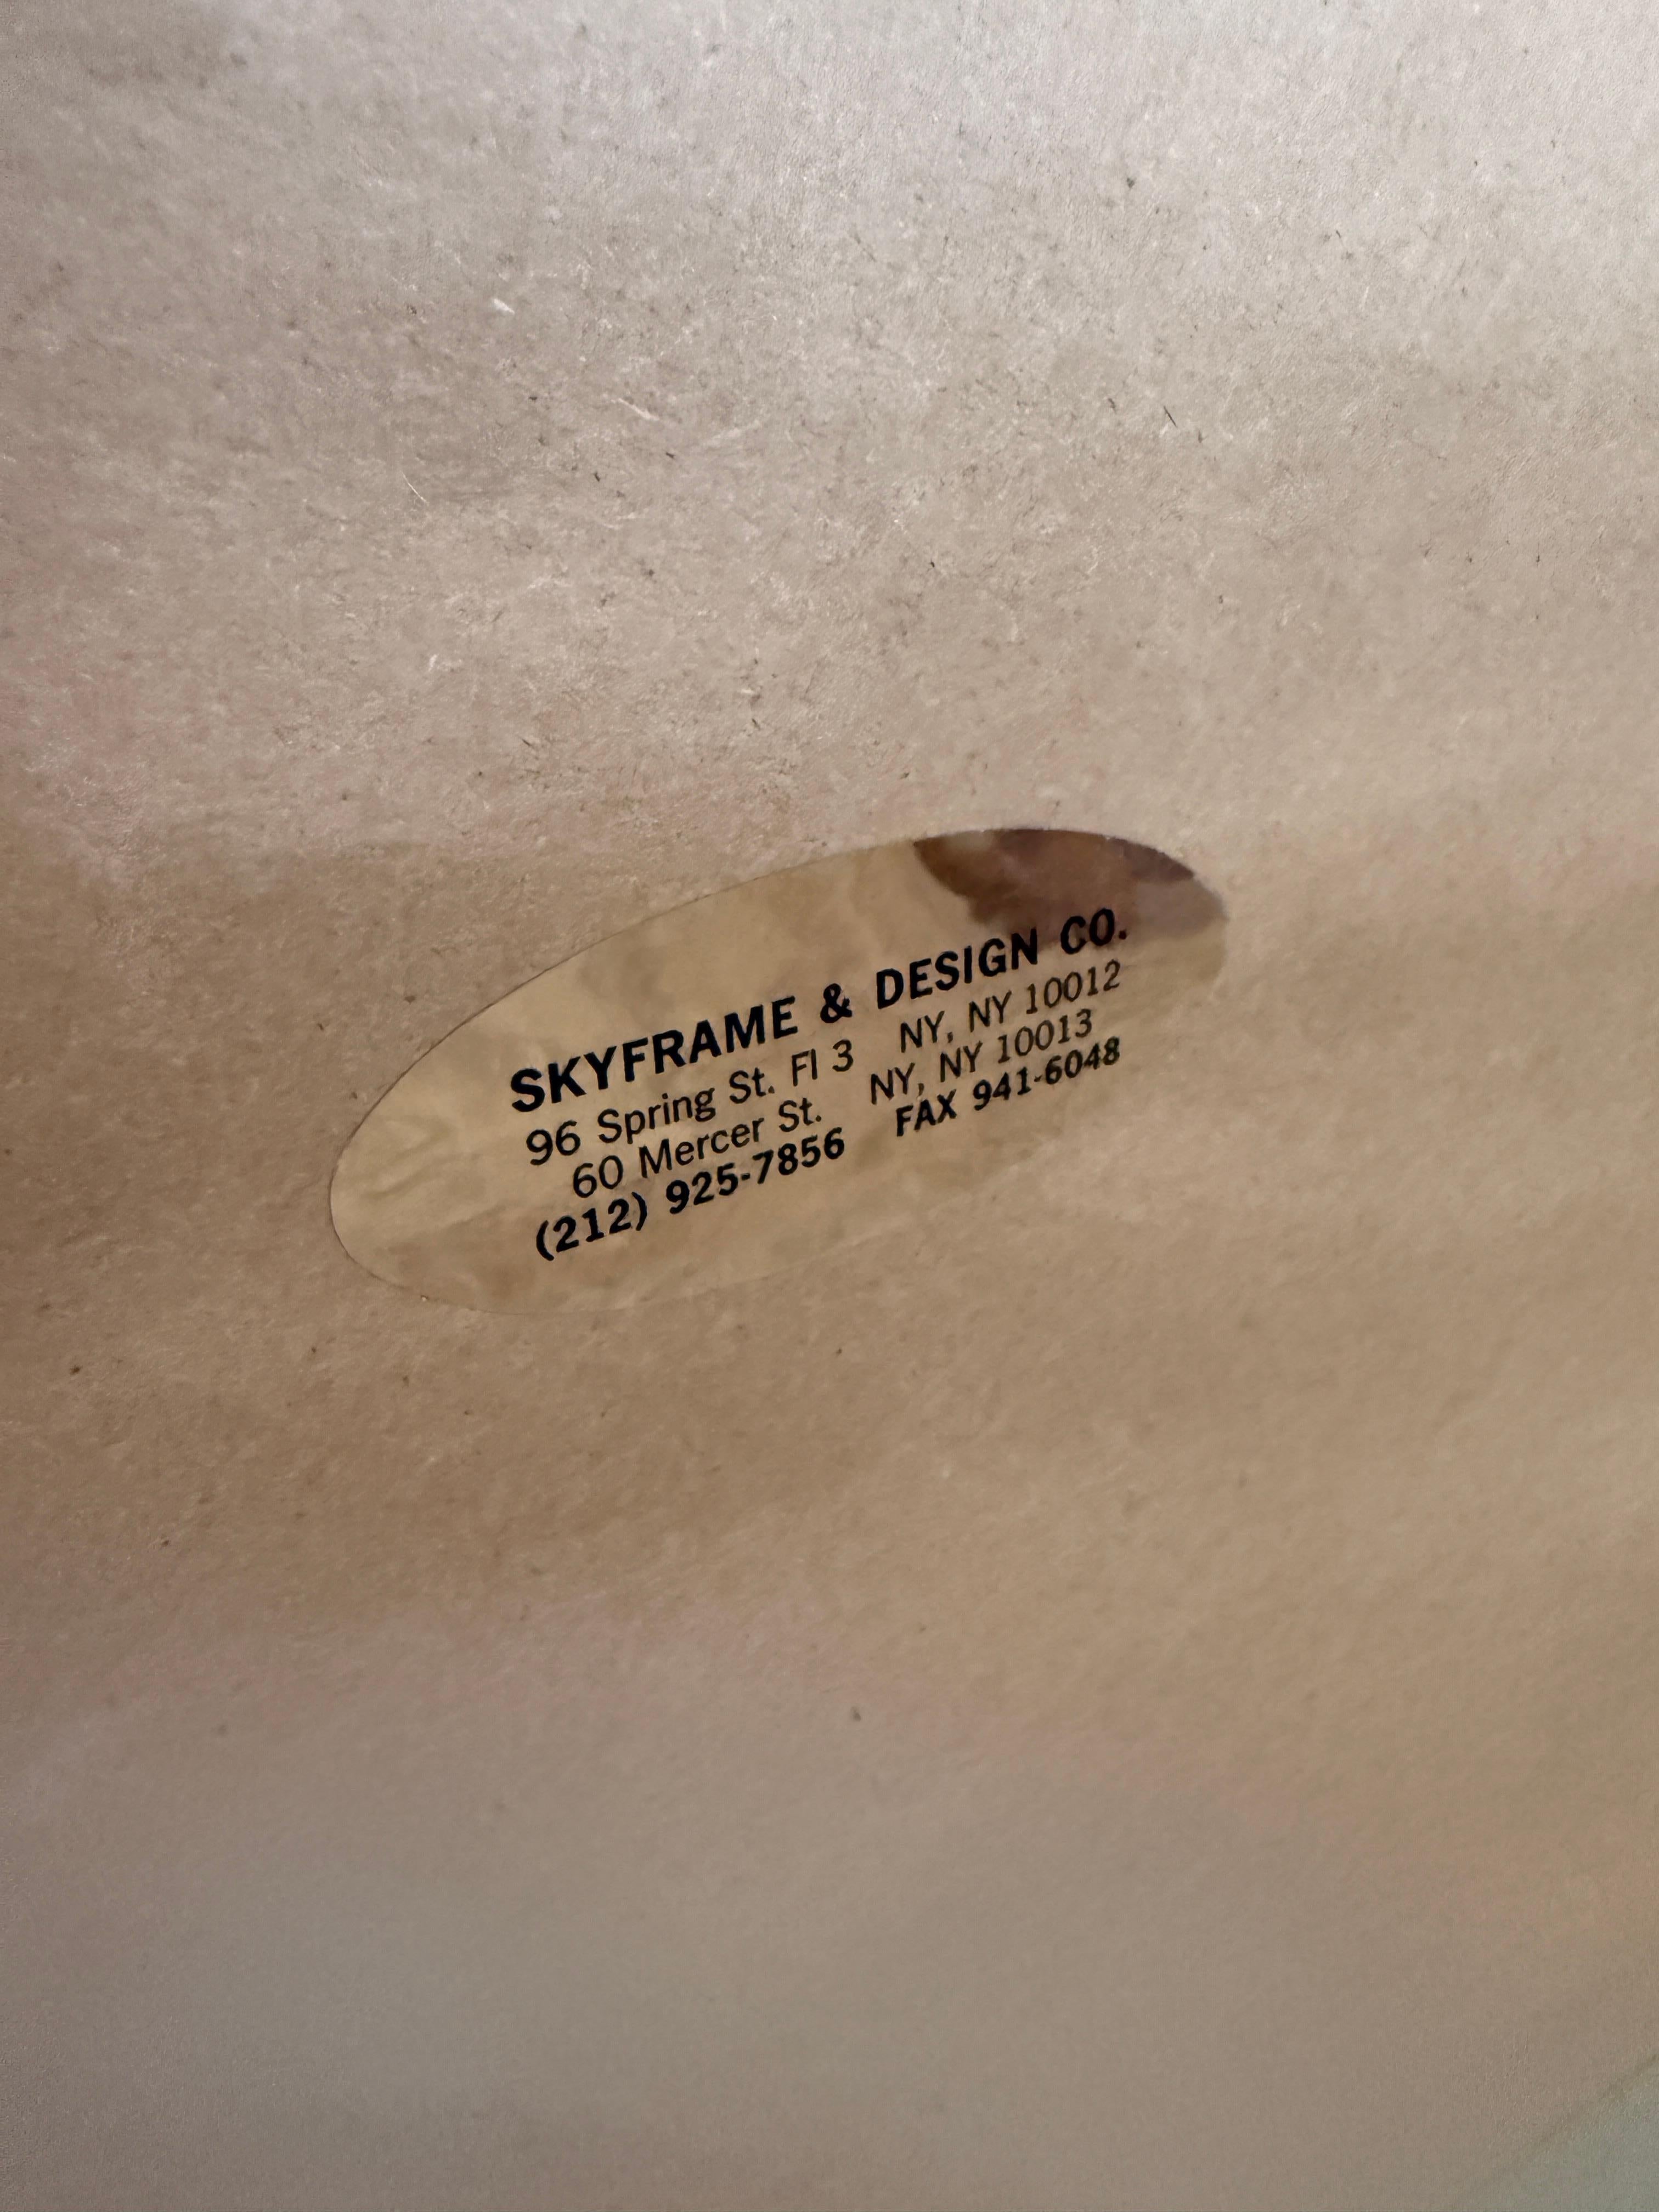 SKYFRAME & DESIGN CO.
96 Spring St. Fl 3 NY, NY 10012
60 Mercer St. NY, NY 10013
(212) 925-7856 FAX 941-6048